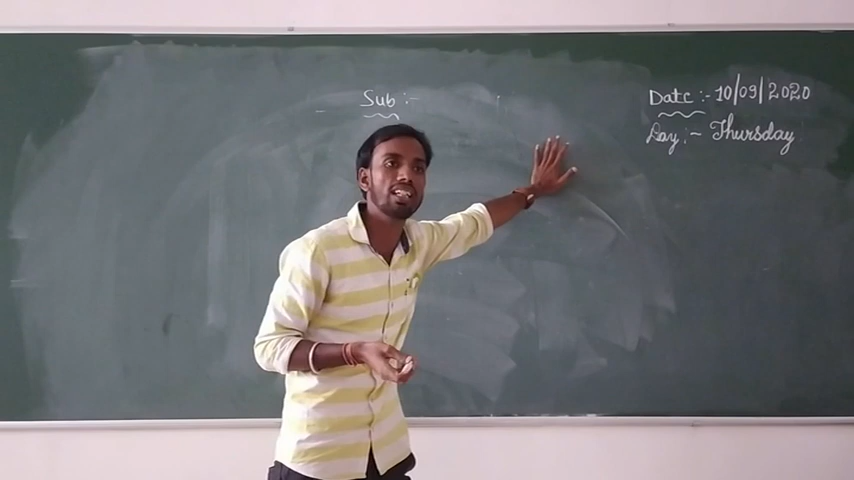 Sub :-
Date :- 10/09/2020
Day :- Thursday